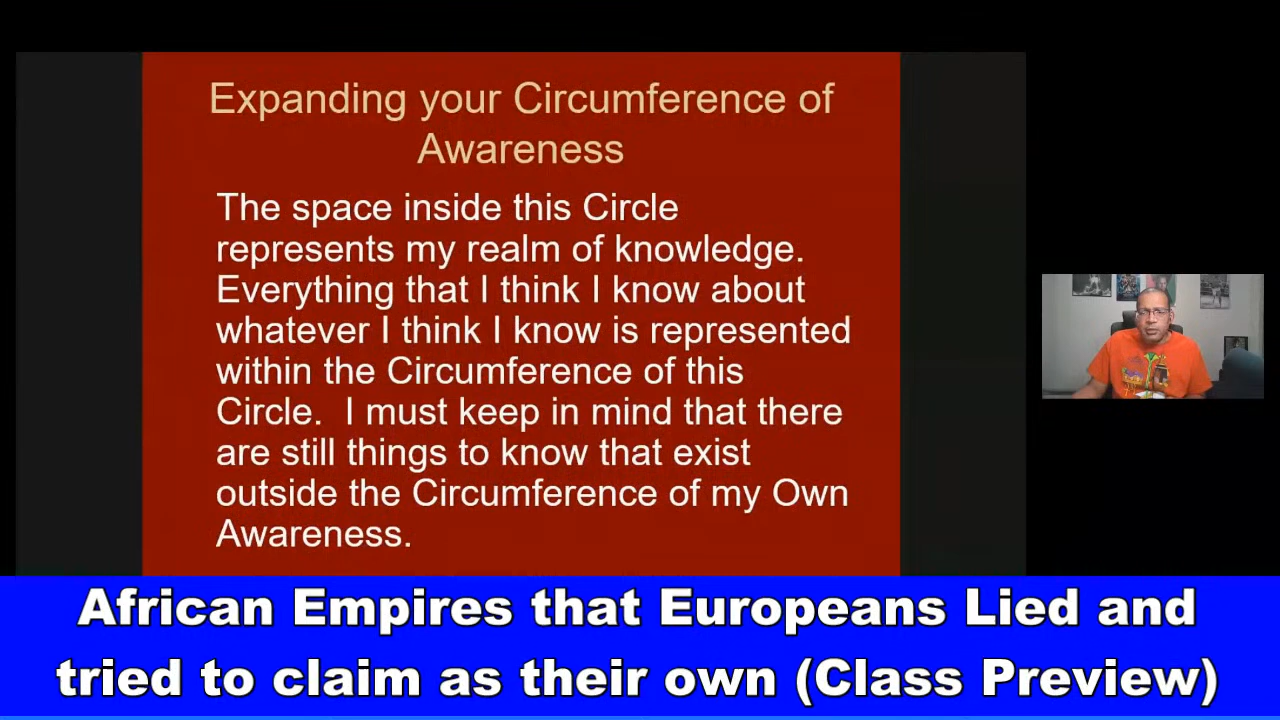 Expanding your Circumference of
Awareness
The space inside this Circle
represents my realm of knowledge.
Everything that I think I know about
whatever I think I know is represented
within the Circumference of this
Circle.  I must keep in mind that there
are still things to know that exist
outside the Circumference of my Own
Awareness.
African Empires that Europeans Lied and
tried to claim as their own (Class Preview)